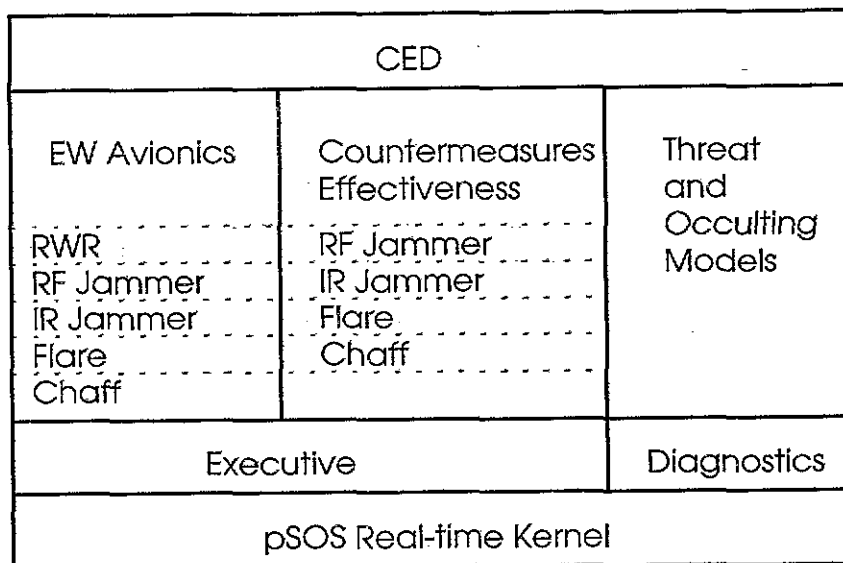 CED
EW Avionics
RWR
RF Jammer
IR Jammer
Flare
Chaff
Countermeasures
Effectiveness
RF Jammer
IR Jammer
Flare
Chaff
Threat
and
Occulting
Models
Executive
Diagnostics
pSOS Real-time Kernel